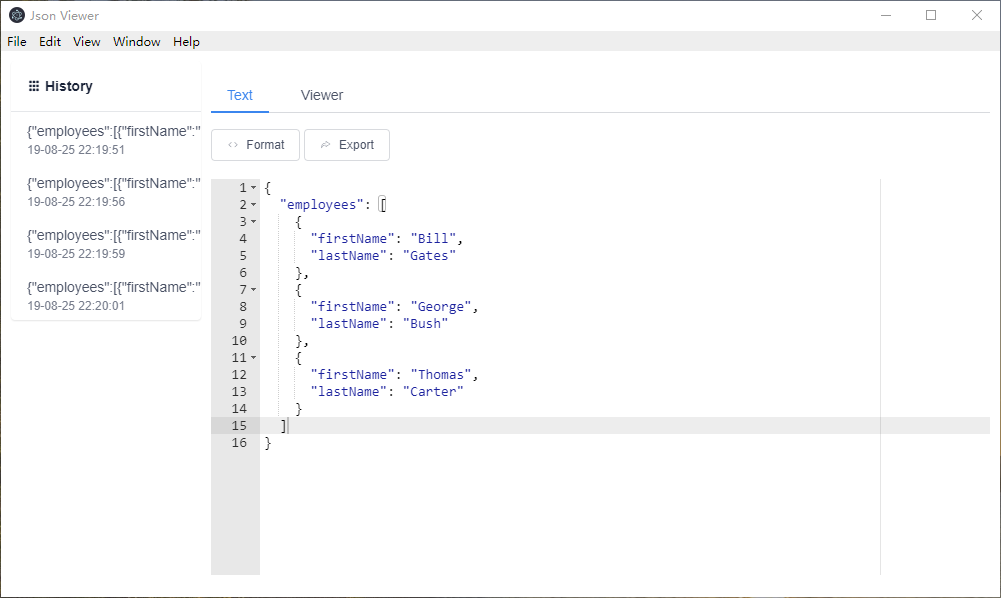 Json Viewer
File Edit View Window Help
History
{"employees":[{"firstName":"
19-08-25 22:19:51
{"employees":[{"firstName":"
19-08-25 22:19:56
{"employees":[{"firstName":"
19-08-25 22:19:59
{"employees":[{"firstName":"
19-08-25 22:20:01
Text Viewer
Format Export
1 {
2 "employees": [
3 {
4 "firstName": "Bill",
5 "lastName": "Gates"
6 },
7 {
8 "firstName": "George",
9 "lastName": "Bush"
10 },
11 {
12 "firstName": "Thomas",
13 "lastName": "Carter"
14 }
15 ]
16 }